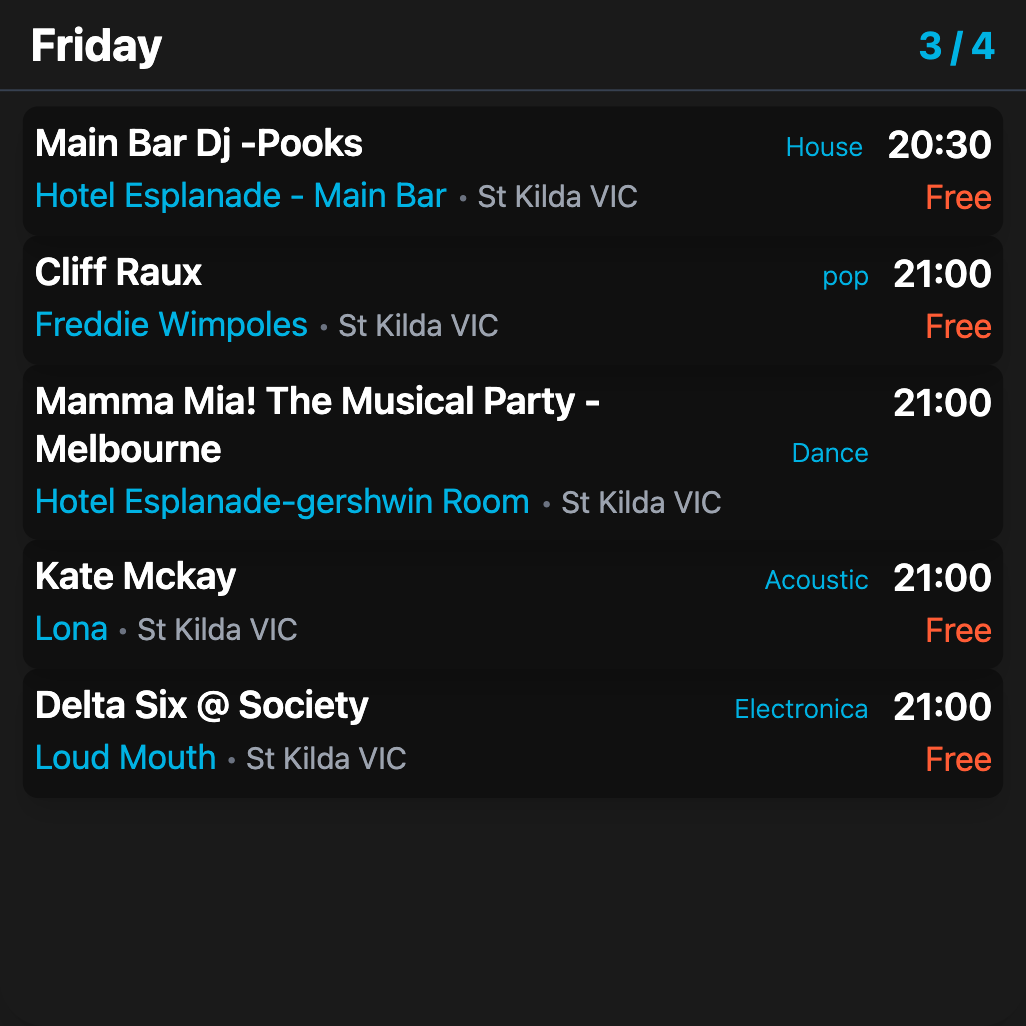 Friday 3 / 4
Main Bar Dj -Pooks House 20:30
Hotel Esplanade - Main Bar • St Kilda VIC Free
Cliff Raux pop 21:00
Freddie Wimpoles • St Kilda VIC Free
Mamma Mia! The Musical Party - 21:00
Melbourne Dance
Hotel Esplanade-gershwin Room • St Kilda VIC
Kate Mckay Acoustic 21:00
Lona • St Kilda VIC Free
Delta Six @ Society Electronica 21:00
Loud Mouth • St Kilda VIC Free